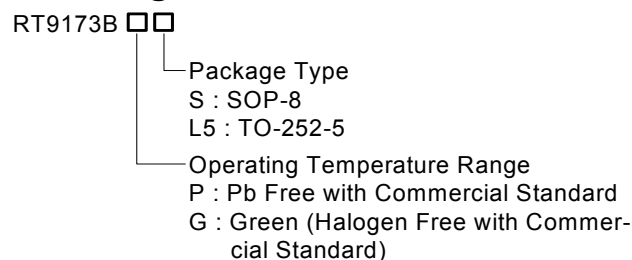 RT9173B
Package Type
S : SOP-8
L5 : TO-252-5
Operating Temperature Range
P : Pb Free with Commercial Standard
G : Green (Halogen Free with Commer-
cial Standard)